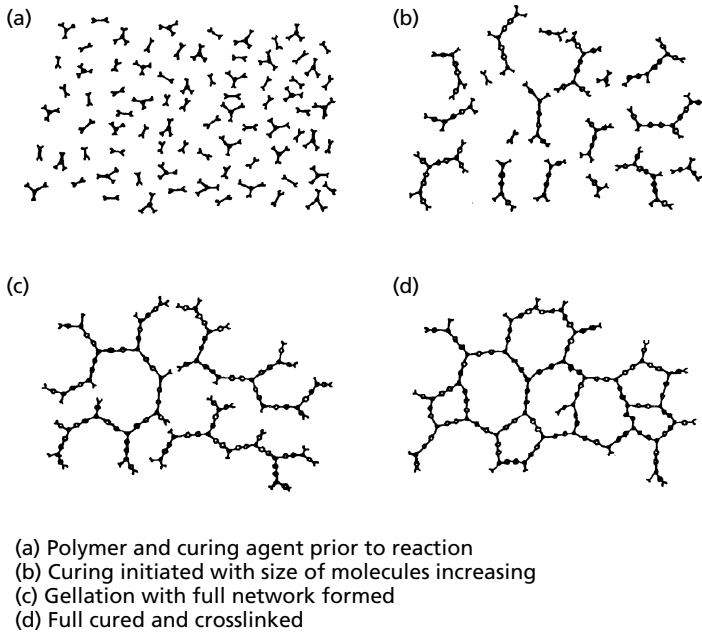 (a)
(b)
(c)
(d)
(a) Polymer and curing agent prior to reaction
(b) Curing initiated with size of molecules increasing
(c) Gellation with full network formed
(d) Full cured and crosslinked